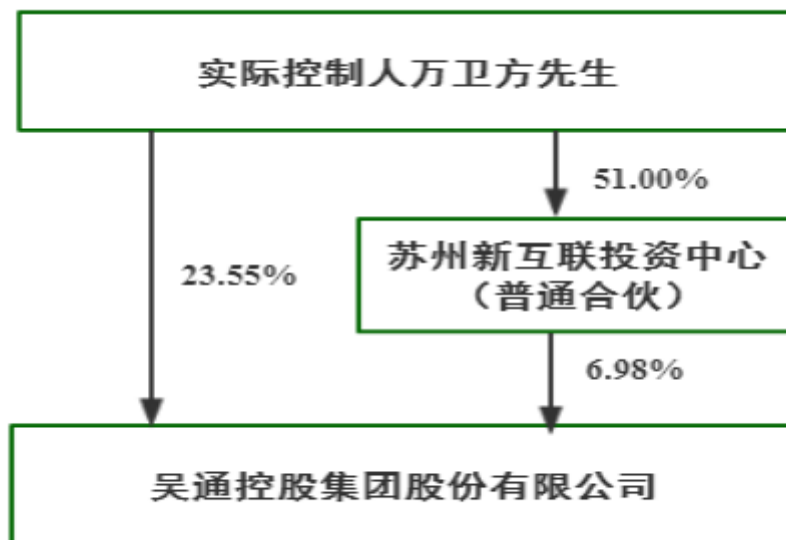 实际控制人万卫方先生
51.00%
23.55%
苏州新互联投资中心
（普通合伙）
6.98%
吴通控股集团股份有限公司